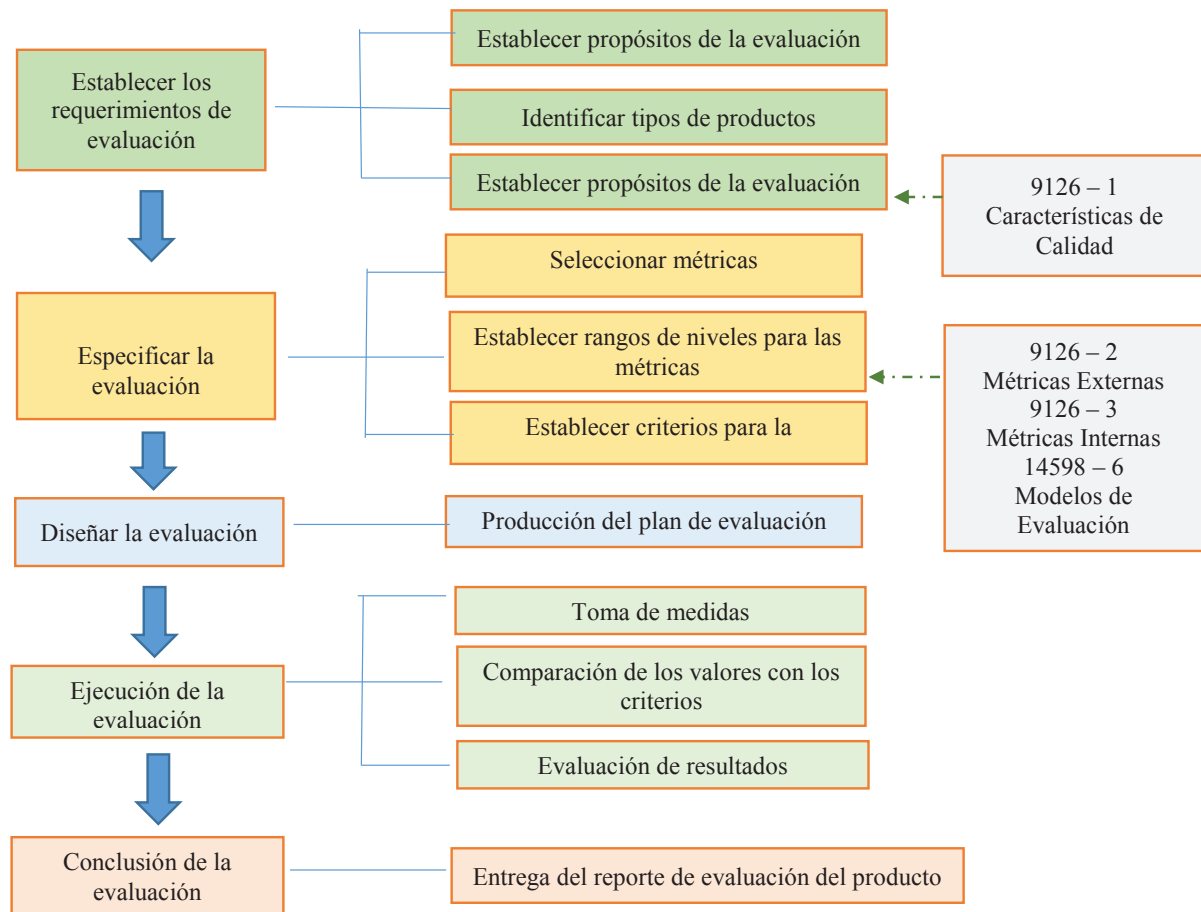 Establecer los
requerimientos de
evaluación
Establecer propósitos de la evaluación
Identificar tipos de productos
Establecer propósitos de la evaluación
9126 – 1
Características de
Calidad
Especificar la
evaluación
Seleccionar métricas
Establecer rangos de niveles para las
métricas
Establecer criterios para la
9126 – 2
Métricas Externas
9126 – 3
Métricas Internas
14598 – 6
Modelos de
Evaluación
Diseñar la evaluación
Producción del plan de evaluación
Ejecución de la
evaluación
Toma de medidas
Comparación de los valores con los
criterios
Evaluación de resultados
Conclusión de la
evaluación
Entrega del reporte de evaluación del producto